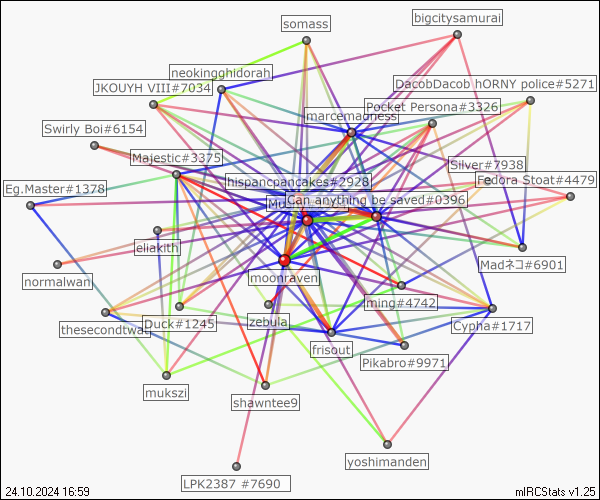 bigcitysamurai
somass
neokingghidorah
DacobDacob hORNY police#5271
JKOUYH VIII#7034
Pocket Persona#3326
marcemadness
Swirly Boi#6154
Majestic#3375
Silver#7938
hispancpancakes#2928
Fedora Stoat#4479
Eg.Master#1378
Can anything be saved#0396
eliakith
Madネコ#6901
normalwan
moonraven
ming#4742
thesecondtwat
Duck#1245
zebula
Cypha#1717
frisout
Pikabro#9971
mukszi
shawntee9
yoshimanden
LPK2387 #7690
24.10.2024 16:59
mIRCStats v1.25